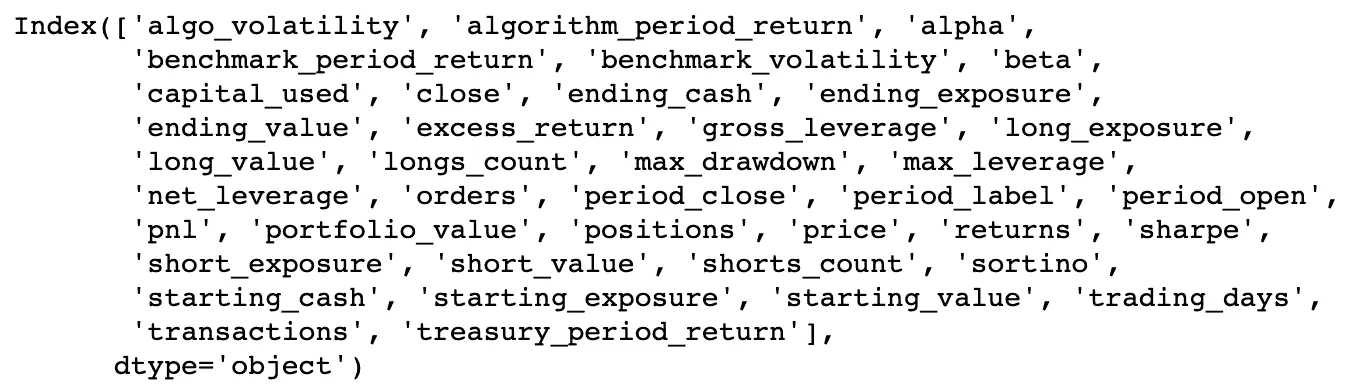 Index(['algo_volatility', 'algorithm_period_return', 'alpha',
'benchmark_period_return', 'benchmark_volatility', 'beta',
'capital_used', 'close', 'ending_cash', 'ending_exposure',
'ending_value', 'excess_return', 'gross_leverage', 'long_exposure',
'long_value', 'longs_count', 'max_drawdown', 'max_leverage',
'net_leverage', 'orders', 'period_close', 'period_label', 'period_open',
'pnl', 'portfolio_value', 'positions', 'price', 'returns', 'sharpe',
'short_exposure', 'short_value', 'shorts_count', 'sortino',
'starting_cash', 'starting_exposure', 'starting_value', 'trading_days',
'transactions', 'treasury_period_return'],
dtype='object')